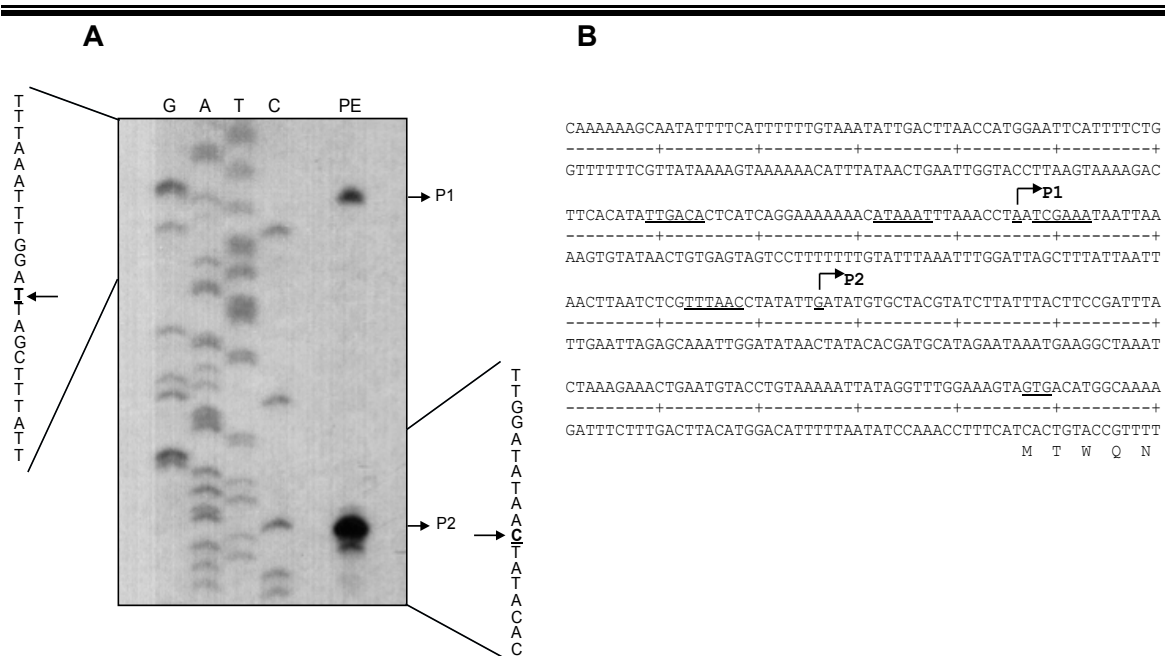 A
B
G A T C PE
T
T
T
A
A
A
T
T
T
G
G
A
T
T
A
G
C
T
T
T
A
T
T
P1
P2
T
T
G
G
A
T
A
T
A
A
C
T
A
T
A
C
A
C
CAAAAAAGCAATATTTTCATTTTTTGTAAATATTGACTTAACCATGGAATTCATTTTCTG
---------+---------+---------+---------+---------+---------+
GTTTTTTCGTTATAAAAGTAAAAAACATTTATAACTGAATTGGTACCTTAAGTAAAAGAC
P1
TTCACATATTGACACTCATCAGGAAAAAAACATAAATTTAAACCTAATCGAAATAATTAA
---------+---------+---------+---------+---------+---------+
AAGTGTATAACTGTGAGTAGTCCTTTTTTTGTATTTAAATTTGGATTAGCTTTATTAATT
P2
AACTTAATCTCGTTTAACCTATATTGATATGTGCTACGTATCTTATTTACTTCCGATTTA
---------+---------+---------+---------+---------+---------+
TTGAATTAGAGCAAATTGGATATAACTATACACGATGCATAGAATAAATGAAGGCTAAAT
CTAAAGAAACTGAATGTACCTGTAAAAATTATAGGTTTGGAAAGTAGTGACATGGCAAAA
---------+---------+---------+---------+---------+---------+
GATTTCTTTGACTTACATGGACATTTTTAATATCCAAACCTTTCATCACTGTACCGTTTT
M T W Q N